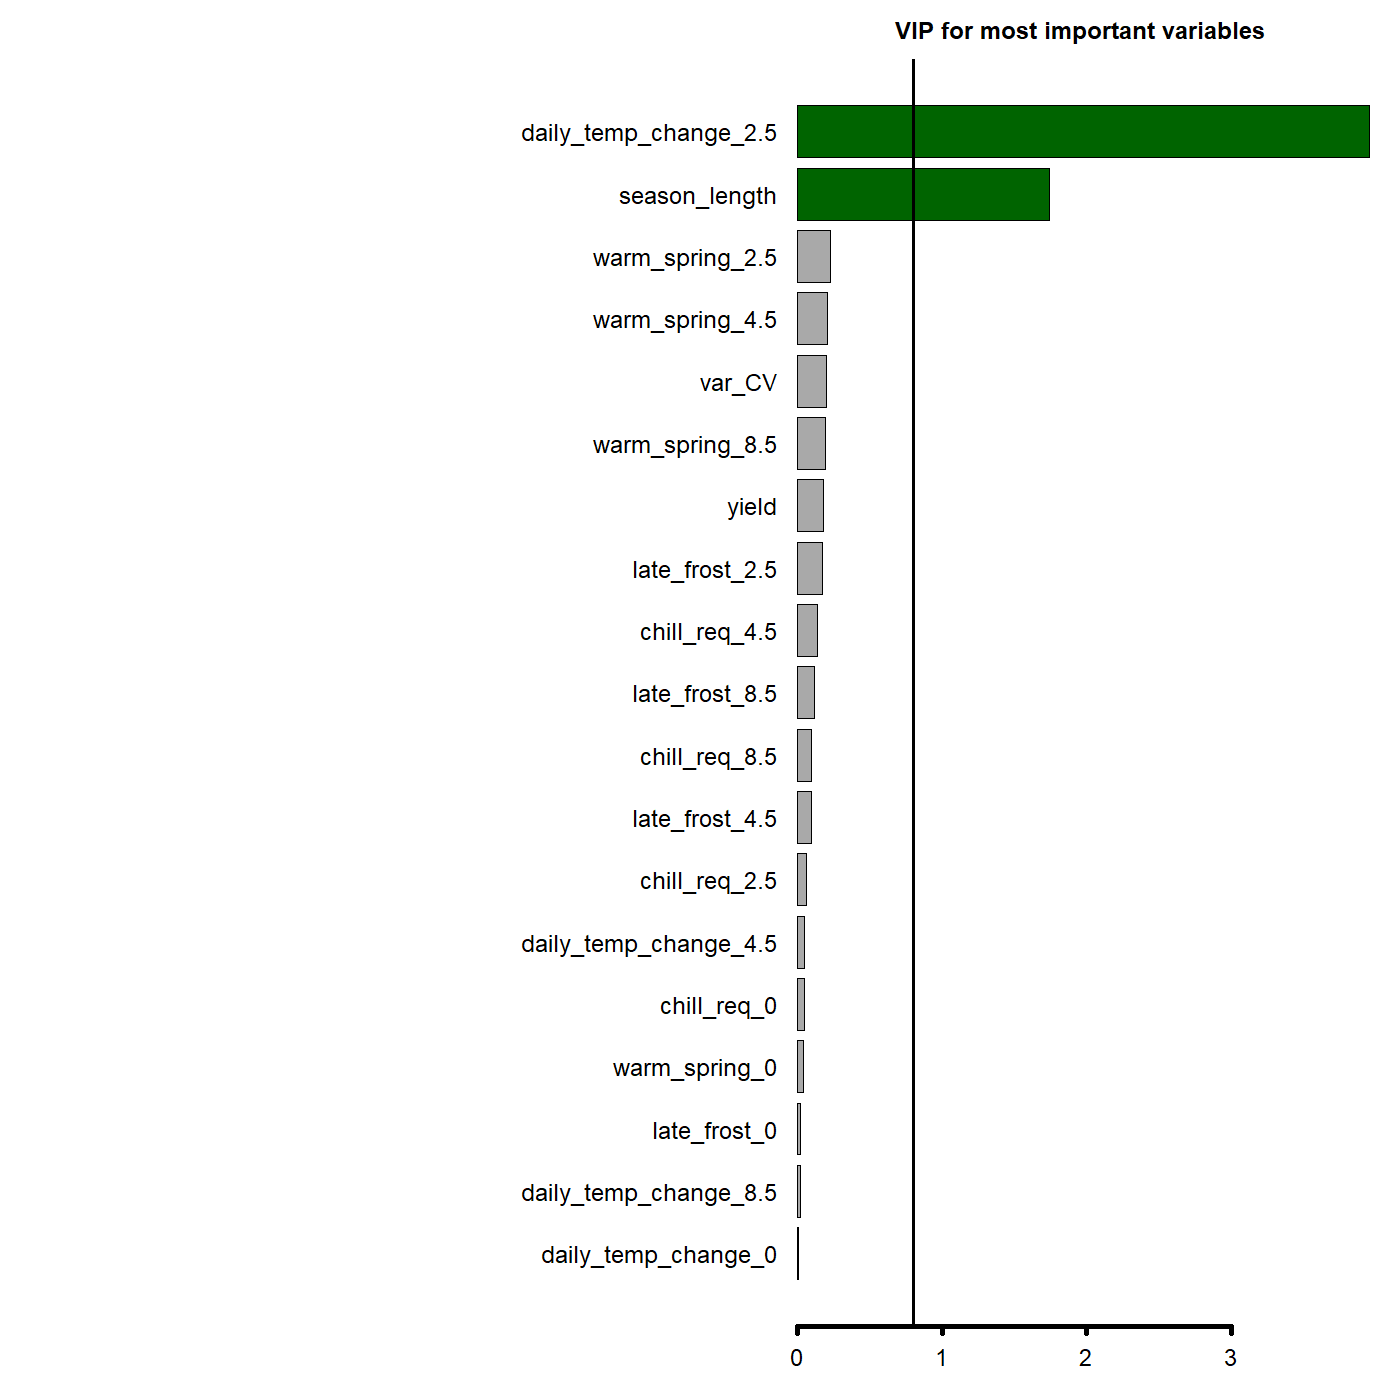 VIP for most important variables
daily_temp_change_2.5
season_length
warm_spring_2.5
warm_spring_4.5
var_CV
warm_spring_8.5
yield
late_frost_2.5
chill_req_4.5
late_frost_8.5
chill_req_8.5
late_frost_4.5
chill_req_2.5
daily_temp_change_4.5
chill_req_0
warm_spring_0
late_frost_0
daily_temp_change_8.5
daily_temp_change_0
0 1 2 3